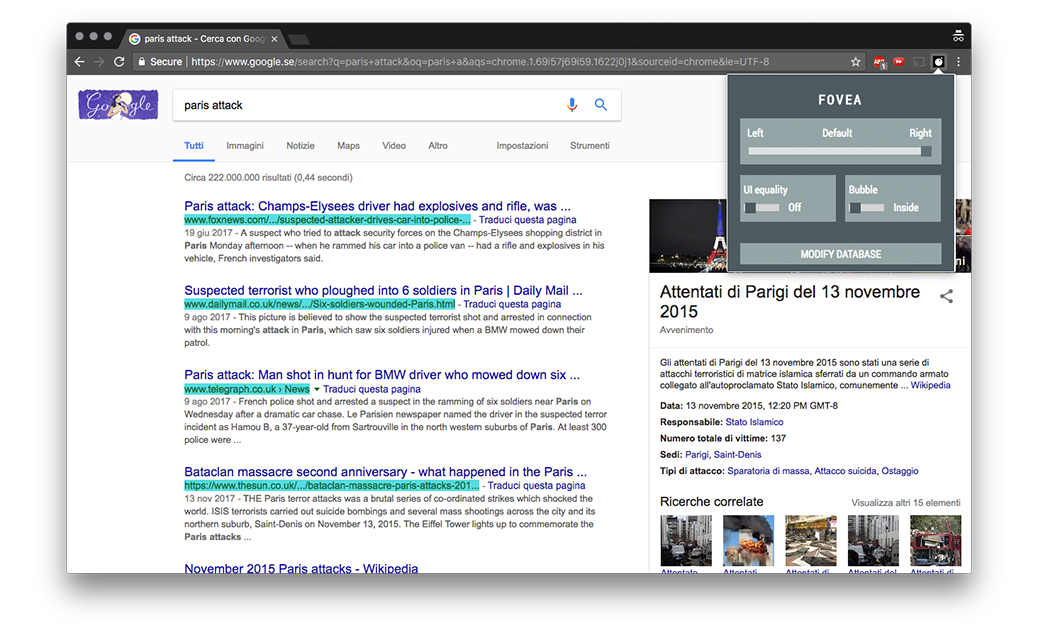 paris attack - Cerca con Goog
Secure | https://www.google.se/search?q=paris+attack&oq=paris+a&aqs=chrome.1.69i57j69i59.1622j0j1&sourceid=chrome&ie=UTF-8
Google
paris attack
Tutti Immagini Notizie Maps Video Altro Impostazioni Strumenti
FOVEA
Left Default Right
UI equality Bubble
Off Inside
MODIFY DATABASE
Circa 222.000.000 risultati (0,44 secondi)
Paris attack: Champs-Elysees driver had explosives and rifle, was ...
www.foxnews.com/.../suspected-attacker-drives-car-into-police-... - Traduci questa pagina
19 giu 2017 - A suspect who tried to attack security forces on the Champs-Elysees shopping district in
Paris Monday afternoon -- when he rammed his car into a police van -- had a rifle and explosives in his
vehicle, French investigators said.
Suspected terrorist who ploughed into 6 soldiers in Paris | Daily Mail ...
www.dailymail.co.uk/news/.../Six-soldiers-wounded-Paris.html - Traduci questa pagina
9 ago 2017 - This picture is believed to show the suspected terrorist shot and arrested in connection
with this morning's attack in Paris, which saw six soldiers injured when a BMW mowed down their
patrol.
Paris attack: Man shot in hunt for BMW driver who mowed down six ...
www.telegraph.co.uk › News Traduci questa pagina
9 ago 2017 - French police shot and arrested a suspect in the ramming of six soldiers near Paris on
Wednesday after a dramatic car chase. Le Parisien newspaper named the driver in the suspected terror
incident as Hamou B, a 37-year-old from Sartrouville in the north western suburbs of Paris. At least 300
police were ...
Bataclan massacre second anniversary - what happened in the Paris ...
https://www.thesun.co.uk/.../bataclan-massacre-paris-attacks-201... - Traduci questa pagina
13 nov 2017 - THE Paris terror attacks was a brutal series of co-ordinated strikes which shocked the
world. ISIS terrorists carried out suicide bombings and several mass shootings across the city and its
northern suburb, Saint-Denis on November 13, 2015. The Eiffel Tower lights up to commemorate the
Paris attacks ...
November 2015 Paris attacks - Wikipedia
Attentati di Parigi del 13 novembre
2015
Avvenimento
Gli attentati di Parigi del 13 novembre 2015 sono stati una serie di
attacchi terroristici di matrice islamica sferrati da un commando armato
collegato all'autoproclamato Stato Islamico, comunemente ... Wikipedia
Data: 13 novembre 2015, 12:20 PM GMT-8
Responsabile: Stato Islamico
Numero totale di vittime: 137
Sedi: Parigi, Saint-Denis
Tipi di attacco: Sparatoria di massa, Attacco suicida, Ostaggio
Ricerche correlate Visualizza altri 15 elementi
Attentato Attentati Attentati di Attentati del Attentati di